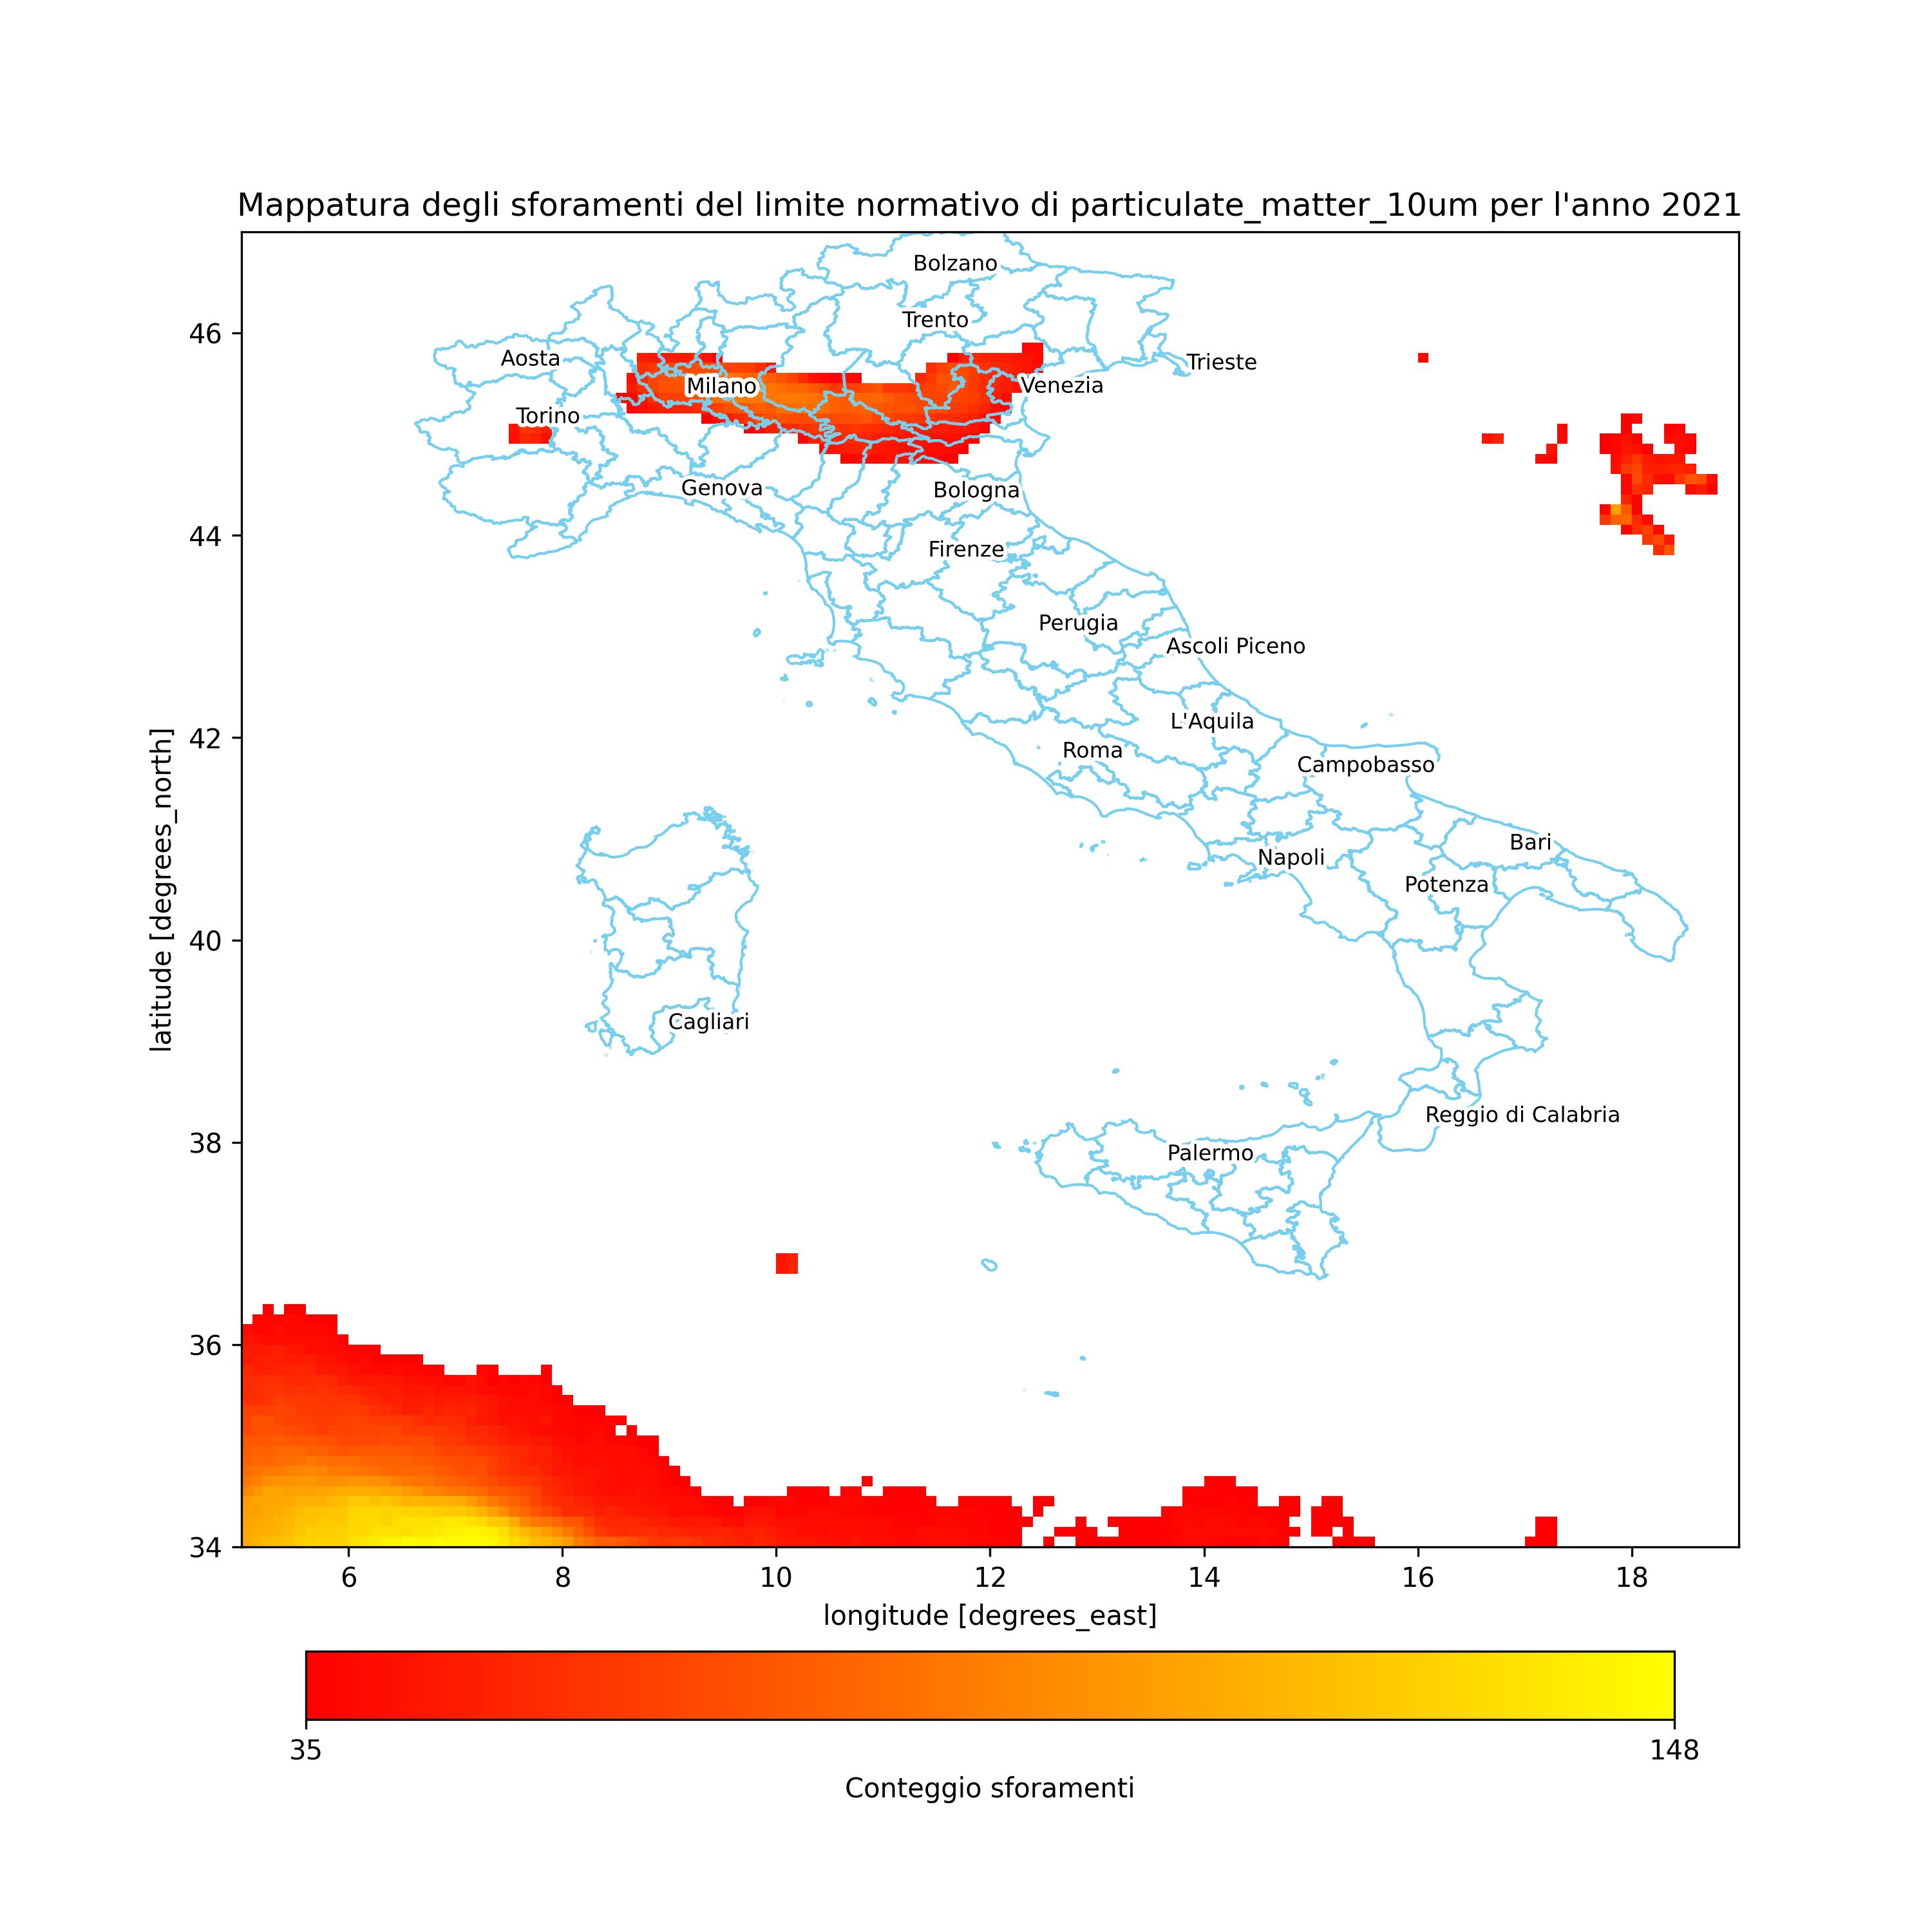 Mappatura degli sforamenti del limite normativo di particulate_matter_10um per l'anno 2021
Bolzano
46
Trento
Aosta
Trieste
Milano
Venezia
Torino
Genova
Bologna
44
Firenze
Perugia
Ascoli Piceno
L'Aquila
42
Roma
Campobasso
Bari
Napoli
Potenza
latitude [degrees_north]
40
Cagliari
Reggio di Calabria
38
Palermo
36
34
6 8 10 12 14 16 18
longitude [degrees_east]
35 148
Conteggio sforamenti